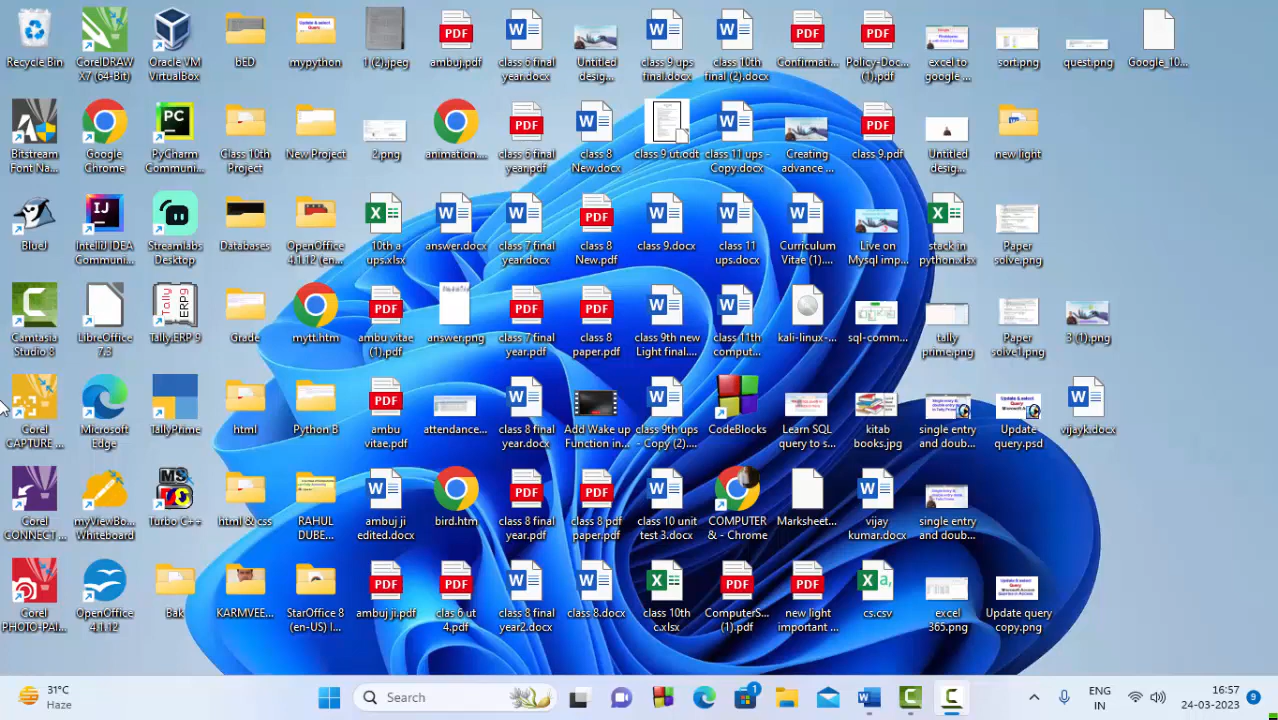 Recycle Bin
CorelDRAW X7 (64-Bit)
Oracle VM VirtualBox
bED
mypython
1 (2).jpeg
ambuj.pdf
class 6 final year.docx
Untitled desig...
class 9 ups final.docx
class 10th final (2).docx
Confirmati...
Policy-Doc... (1).pdf
excel to google ...
sort.png
quest.png
Google_10...
Bitstream Font Na...
Google Chrome
PyCharm Communi...
Class 10th Project
New Project
2.png
animation....
class 6 final year.pdf
class 8 New.docx
class 9 ut.odt
class 11 ups - Copy.docx
Creating advance ...
class 9.pdf
Untitled desig...
new light
BlueJ
IntelliJ IDEA Communi...
Streamlabs Desktop
Databases
OpenOffice 4.1.12 (en...
10th a ups.xlsx
answer.docx
class 7 final year.docx
class 8 New.pdf
class 9.docx
class 11 ups.docx
Curriculum Vitae (1)....
Live on Mysql imp...
stack in python.xlsx
Paper solve.png
Camtasia Studio 8
LibreOffice 7.3
Tally.ERP 9
Grade
mytt.htm
ambu vitae (1).pdf
answer.png
class 7 final year.pdf
class 8 paper.pdf
class 9th new Light final....
class 11th comput...
kali-linux-...
sql-comm...
tally prime.png
Paper solve1.png
3 (1).png
Corel CAPTURE ...
Microsoft Edge
TallyPrime
html
Python B
ambu vitae.pdf
attendance...
class 8 final year.docx
Add Wake up Function in...
class 9th ups - Copy (2)....
CodeBlocks
Learn SQL query to s...
kitab books.jpg
single entry and doub...
Update query.psd
vijayk.docx
Corel CONNECT ...
myViewBo... Whiteboard
Turbo C++
html & css
RAHUL DUBE...
ambuj ji edited.docx
bird.htm
class 8 final year.pdf
class 8 pdf paper.pdf
class 10 unit test 3.docx
COMPUTER & - Chrome
Marksheet...
vijay kumar.docx
single entry and doub...
Corel PHOTO-PAI...
OpenOffice 4.1.12
Bak
KARMVEE...
StarOffice 8 (en-US) I...
ambuj ji.pdf
clas 6 ut 4.pdf
class 8 final year2.docx
class 8.docx
class 10th c.xlsx
ComputerS... (1).pdf
new light important ...
cs.csv
excel 365.png
Update query copy.png
31°C
Haze
Search
1
ENG
IN
16:57
24-03-2023
9